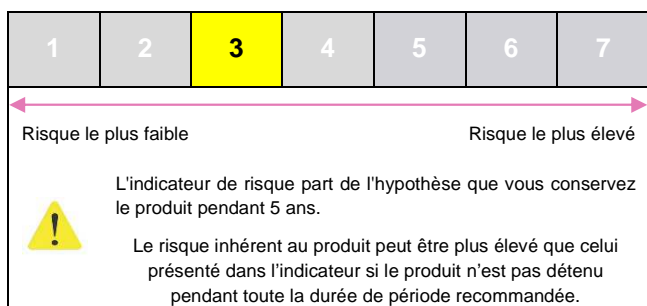 1 2 3 4 5 6 7
Risque le plus faible Risque le plus élevé
L'indicateur de risque part de l'hypothèse que vous conservez
le produit pendant 5 ans.
Le risque inhérent au produit peut être plus élevé que celui
présenté dans l’indicateur si le produit n’est pas détenu
pendant toute la durée de période recommandée.